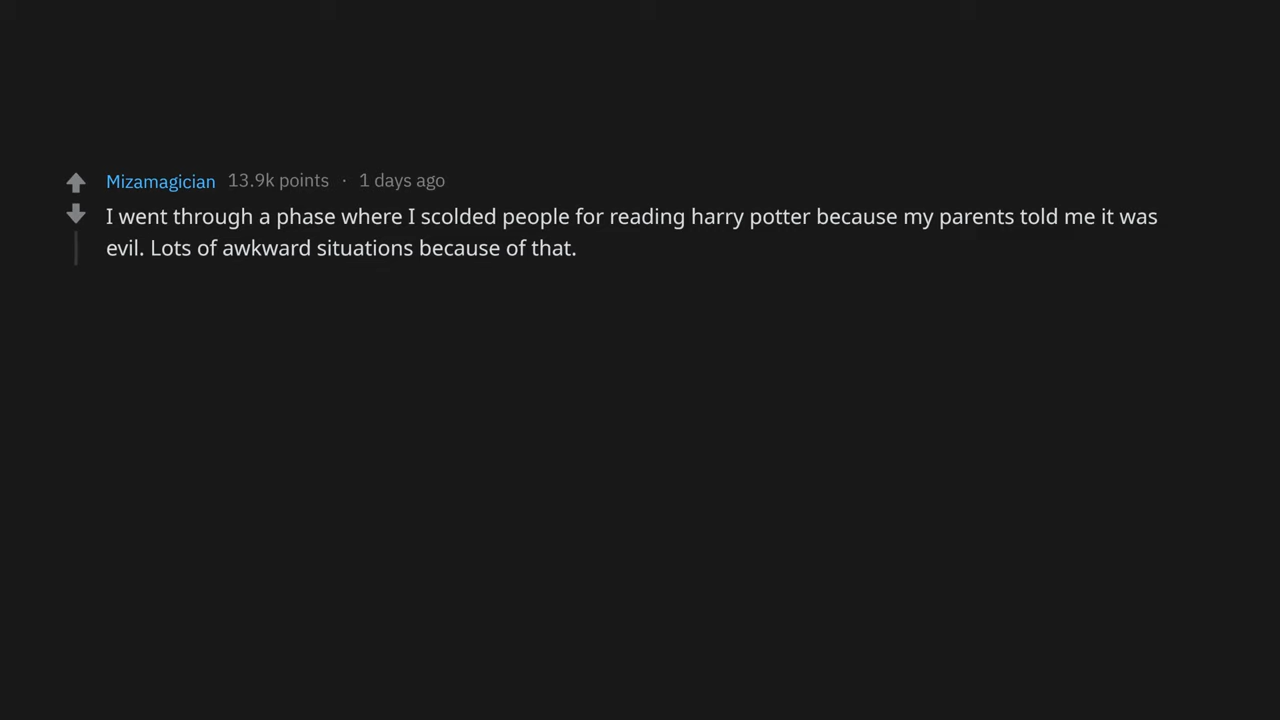 Mizamagician 13.9k points · 1 days ago
I went through a phase where I scolded people for reading harry potter because my parents told me it was
evil. Lots of awkward situations because of that.